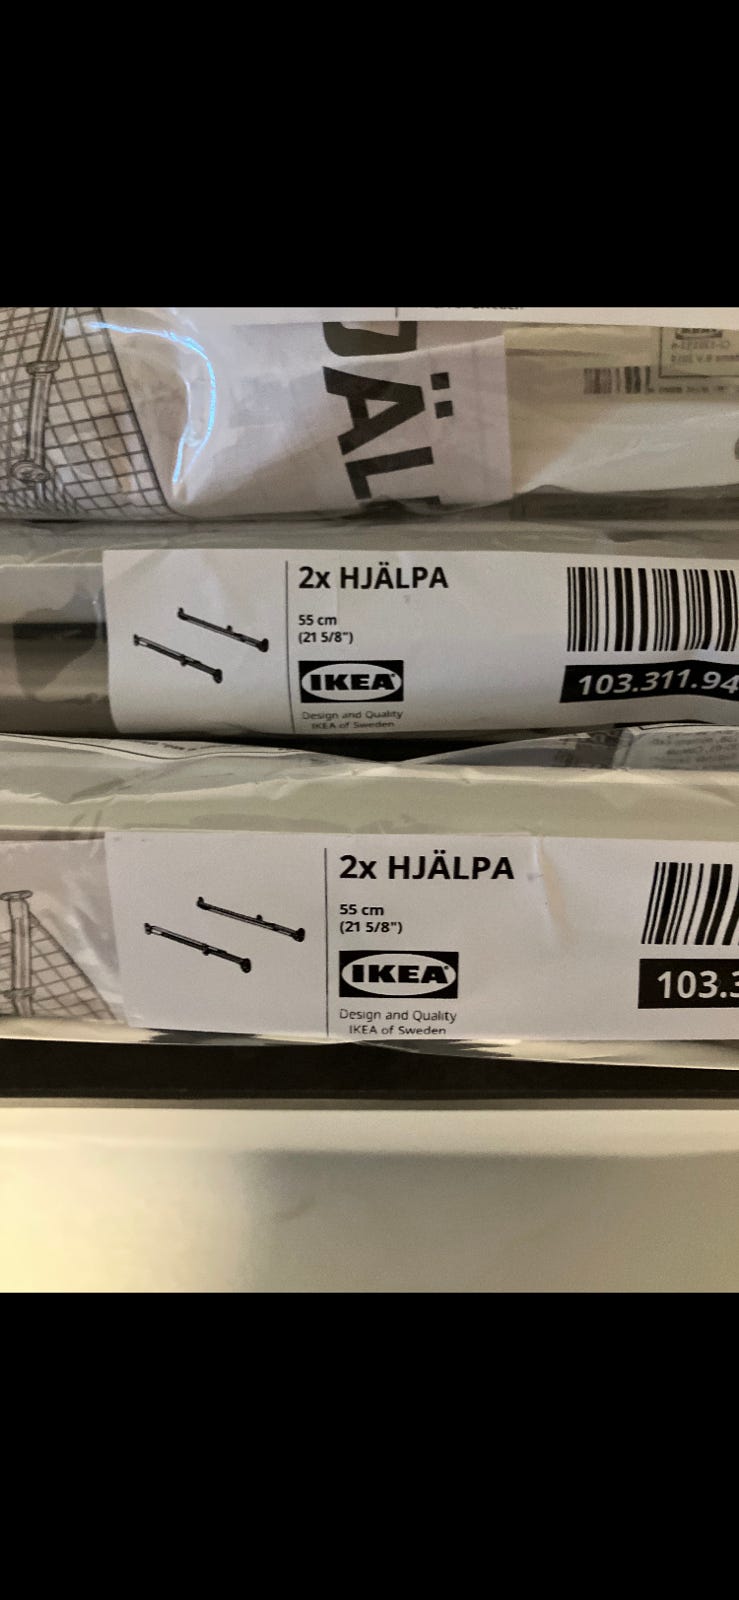 JÄL
2x HJÄLPA
55 cm
(21 5/8")
IKEA
Design and Quality
IKEA of Sweden
103.311.94
2x HJÄLPA
55 cm
(21 5/8")
IKEA
Design and Quality
IKEA of Sweden
103.3